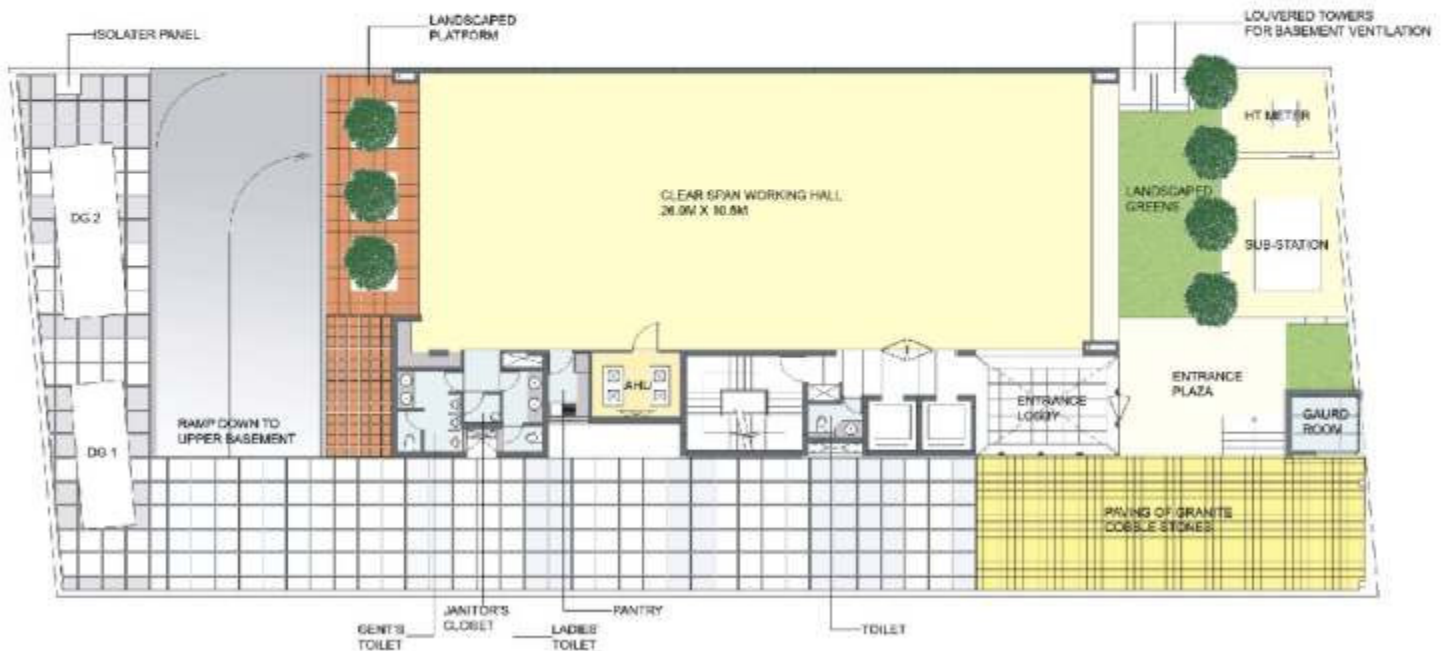 ISOLATER PANEL
LANDSCAPED
PLATFORM
LOUVERED TOWERS
FOR BASEMENT VENTILATION
HT METER
DG 2
CLEAR SPAN WORKING HALL
LANDSCAPED
GREENS
SUB-STATION
AHU
ENTRANCE
LOBBY
ENTRANCE
PLAZA
GAURD
ROOM
RAMP DOWN TO
UPPER BASEMENT
DG 1
PAVING OF GRANITE
COBBLE STONES
GENT'S
TOILET
JANITOR'S
CLOSET
LADIES'
TOILET
PANTRY
TOILET